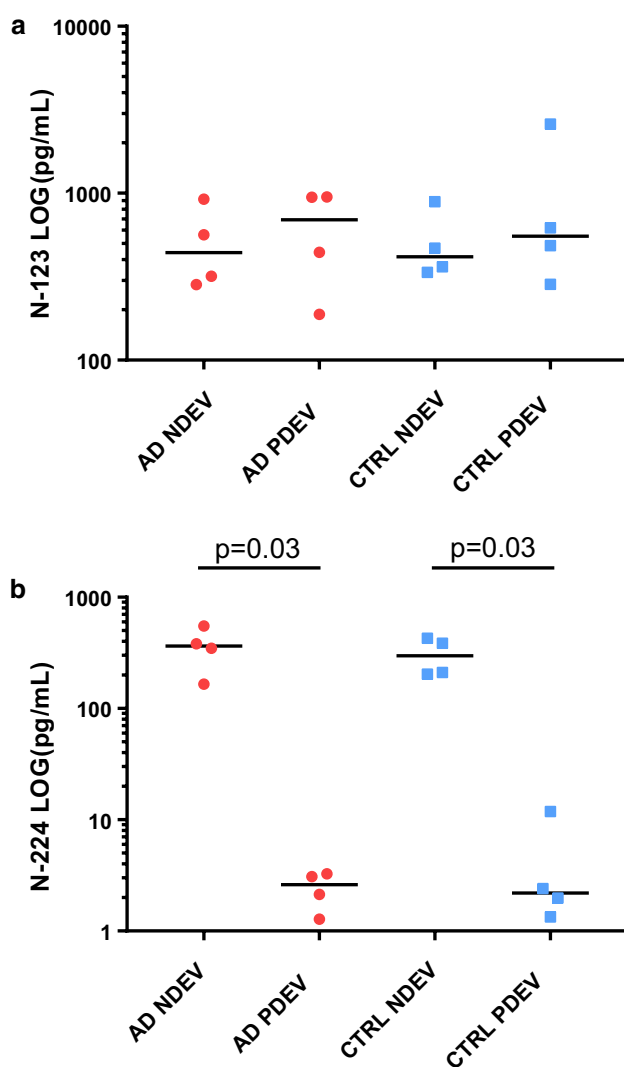 a
10000
1000
100
N-123 LOG(pg/mL)
AD NDEV
AD PDEV
CTRL NDEV
CTRL PDEV
b
p=0.03
p=0.03
1000
100
10
1
N-224 LOG(pg/mL)
AD NDEV
AD PDEV
CTRL NDEV
CTRL PDEV